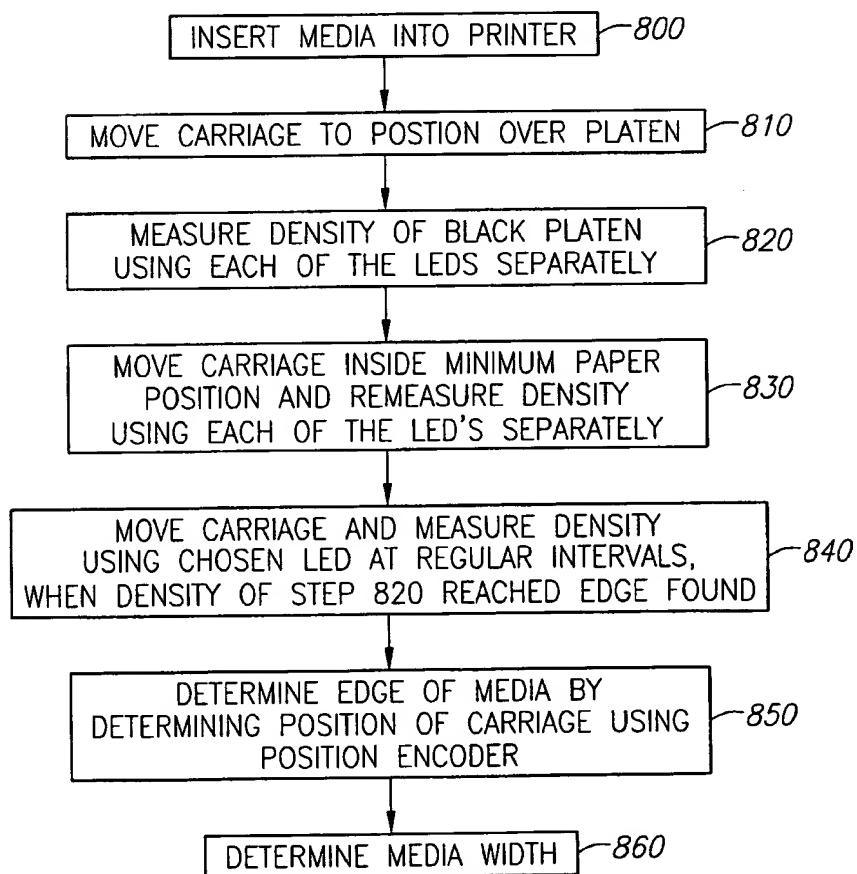 INSERT MEDIA INTO PRINTER
800
MOVE CARRIAGE TO POSTION OVER PLATEN
810
MEASURE DENSITY OF BLACK PLATEN
USING EACH OF THE LEDS SEPARATELY
820
MOVE CARRIAGE INSIDE MINIMUM PAPER
POSITION AND REMEASURE DENSITY
USING EACH OF THE LED'S SEPARATELY
830
MOVE CARRIAGE AND MEASURE DENSITY
USING CHOSEN LED AT REGULAR INTERVALS,
WHEN DENSITY OF STEP 820 REACHED EDGE FOUND
840
DETERMINE EDGE OF MEDIA BY
DETERMINING POSITION OF CARRIAGE USING
POSITION ENCODER
850
DETERMINE MEDIA WIDTH
860